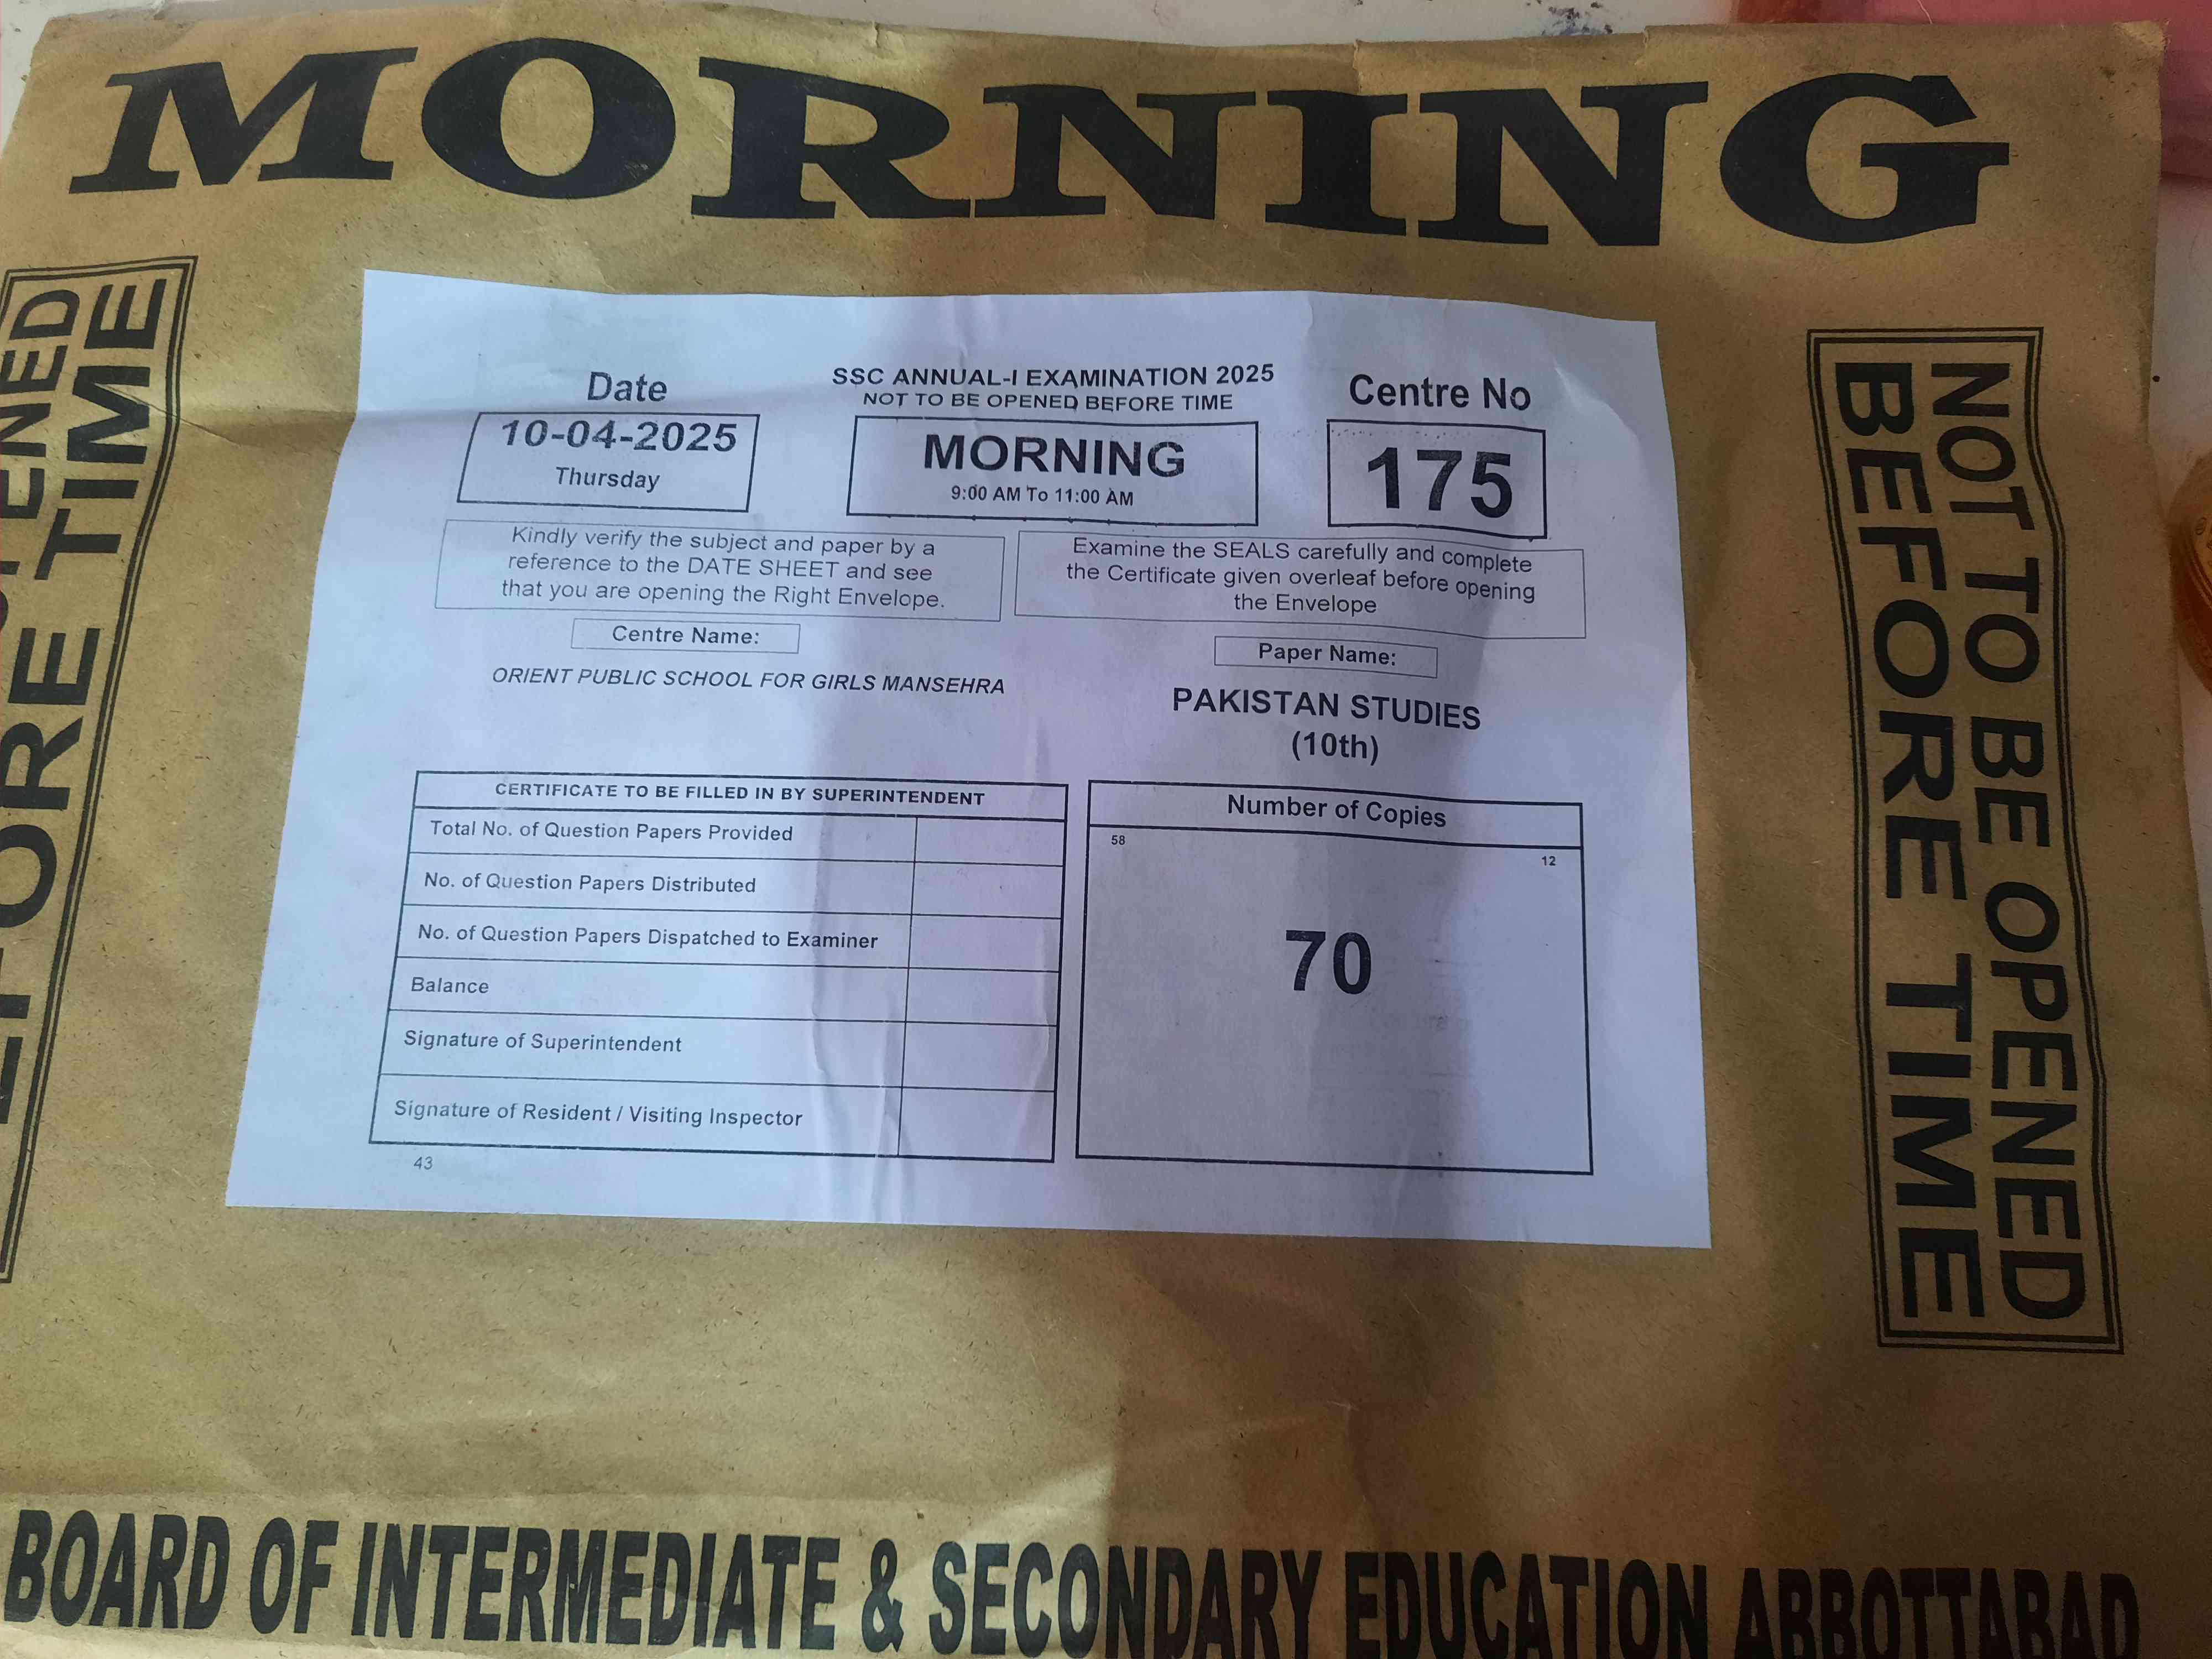 MORNING
NOT TO BE OPENED
BEFORE TIME
Date
10-04-2025
Thursday
SSC ANNUAL-I EXAMINATION 2025
NOT TO BE OPENED BEFORE TIME
MORNING
9:00 AM To 11:00 AM
Centre No
175
Kindly verify the subject and paper by a
reference to the DATE SHEET and see
that you are opening the Right Envelope.
Examine the SEALS carefully and complete
the Certificate given overleaf before opening
the Envelope
Centre Name:
ORIENT PUBLIC SCHOOL FOR GIRLS MANSEHRA
Paper Name:
PAKISTAN STUDIES
(10th)
CERTIFICATE TO BE FILLED IN BY SUPERINTENDENT
Total No. of Question Papers Provided
No. of Question Papers Distributed
No. of Question Papers Dispatched to Examiner
Balance
Signature of Superintendent
Signature of Resident / Visiting Inspector
43
Number of Copies
58
12
70
BOARD OF INTERMEDIATE & SECONDARY EDUCATION ABBOTTABAD